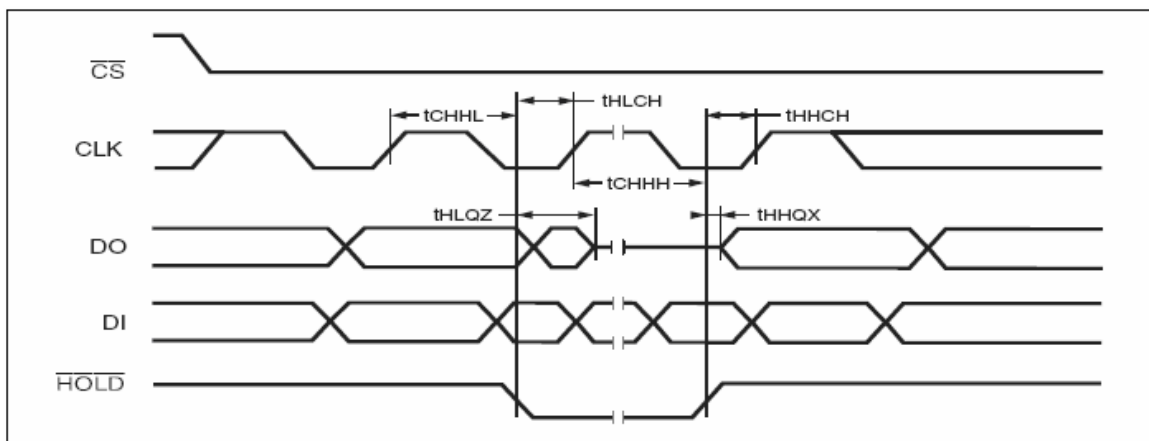 CS
tHLCH
tCHHL
tHHCH
CLK
tCHHH
tHLQZ
tHHQX
DO
DI
HOLD